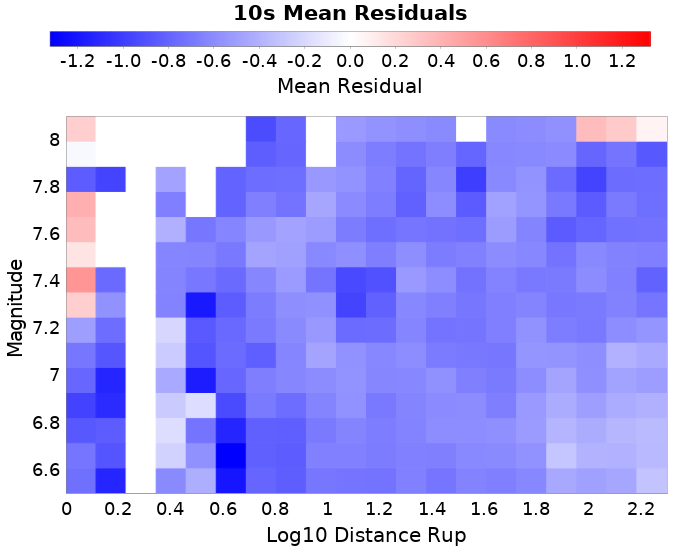 10s Mean Residuals
-1.2 -1.0 -0.8 -0.6 -0.4 -0.2 0.0 0.2 0.4 0.6 0.8 1.0 1.2
Mean Residual
8
7.8
7.6
7.4
7.2
7
6.8
6.6
Magnitude
0 0.2 0.4 0.6 0.8 1 1.2 1.4 1.6 1.8 2 2.2
Log10 Distance Rup